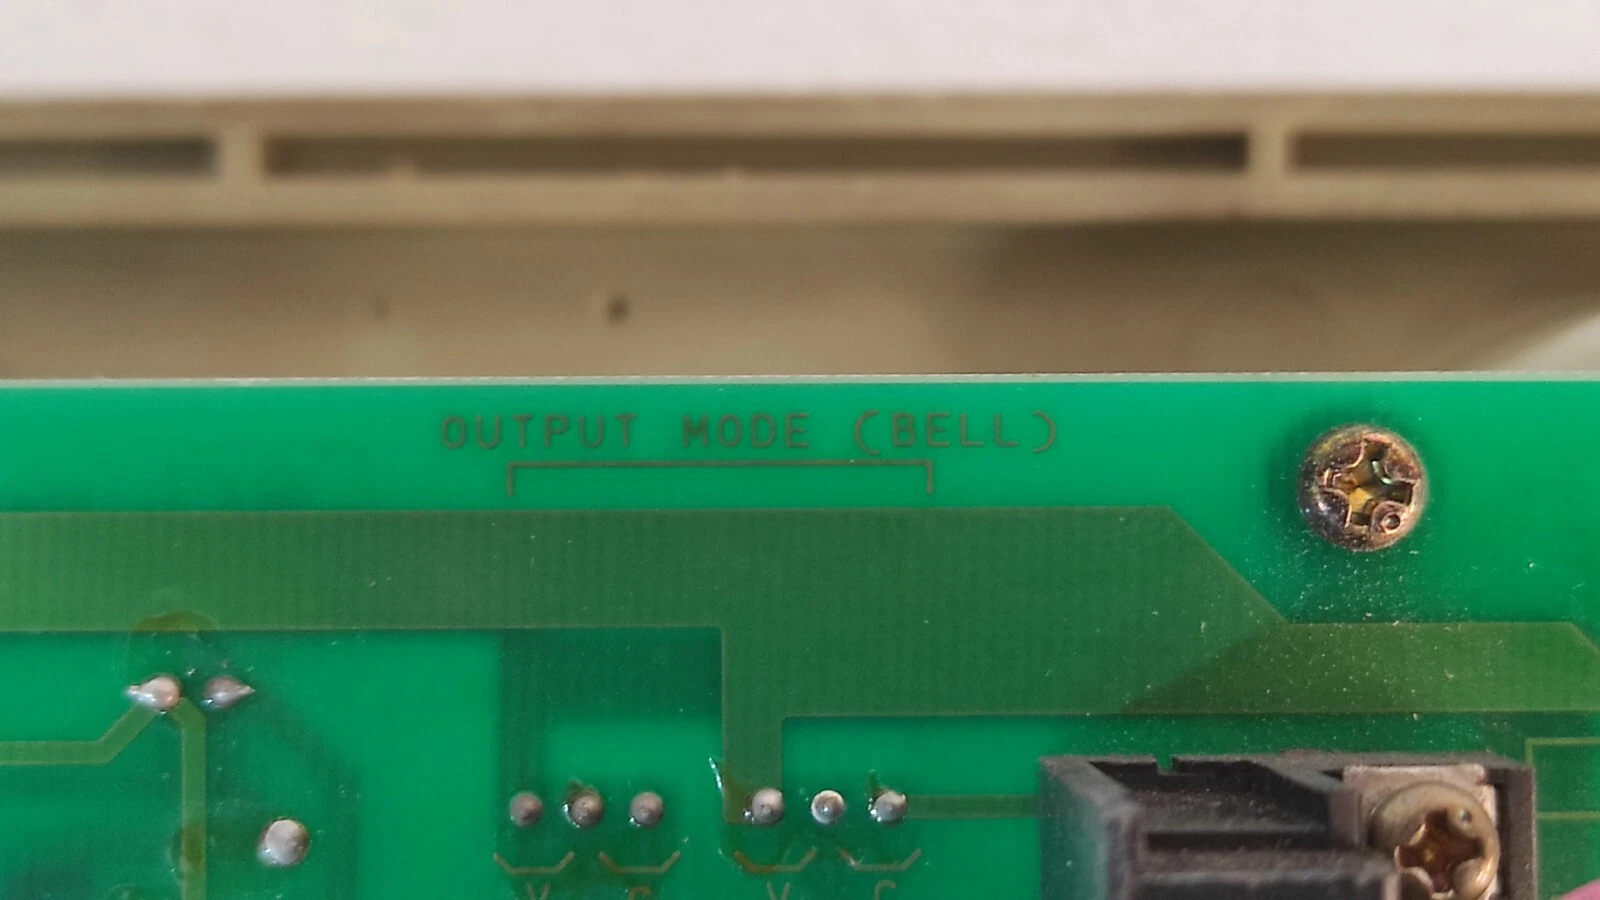 OUTPUT MODE (BELL)
V C V C